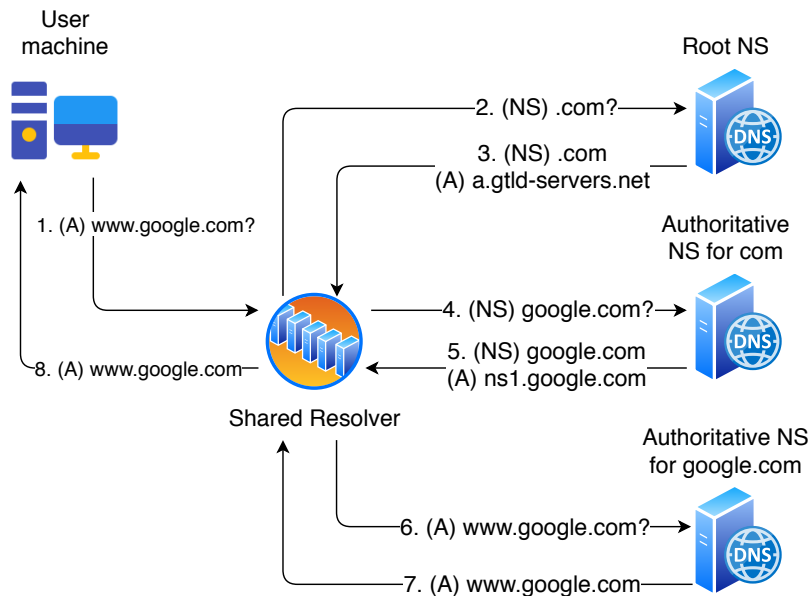 User
machine
Root NS
2. (NS) .com?
DNS
3. (NS) .com
(A) a.gtld-servers.net
1. (A) www.google.com?
Authoritative
NS for com
4. (NS) google.com?
DNS
5. (NS) google.com
(A) ns1.google.com
8. (A) www.google.com
Shared Resolver
Authoritative NS
for google.com
6. (A) www.google.com?
DNS
7. (A) www.google.com